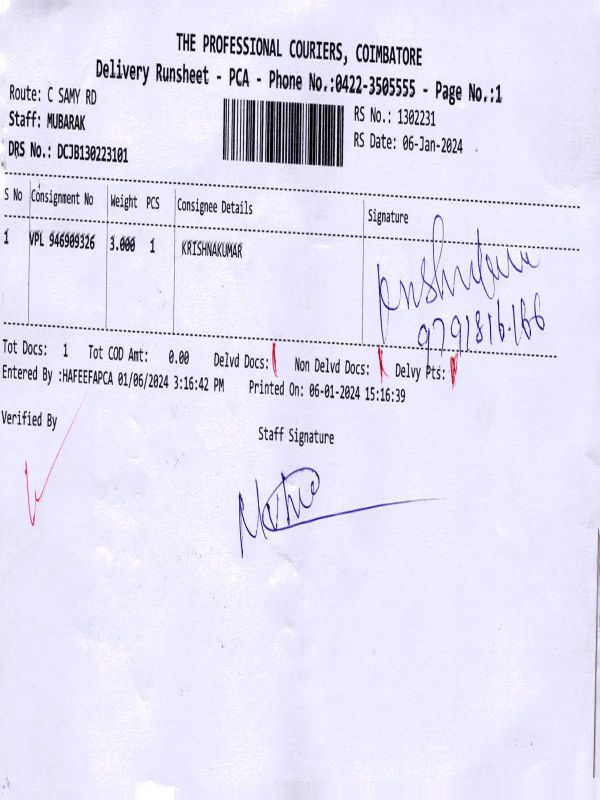 THE PROFESSIONAL COURIERS, COIMBATORE
Delivery Runsheet - PCA - Phone No.:0422-3505555 - Page No.:1
Route: C SAMY RD
Staff: MUBARAK
DRS No.: DCJB130223101
RS No.: 1302231
RS Date: 06-Jan-2024
S No Consignment No Weight PCS Consignee Details Signature
1 VPL 946909326 3.000 1 KRISHNAKUMAR
9791816166
Tot Docs: 1 Tot COD Amt: 0.00 Delvd Docs: Non Delvd Docs: Delvy Pts:
Entered By :HAFEEFAPCA 01/06/2024 3:16:42 PM Printed On: 06-01-2024 15:16:39
Verified By
Staff Signature